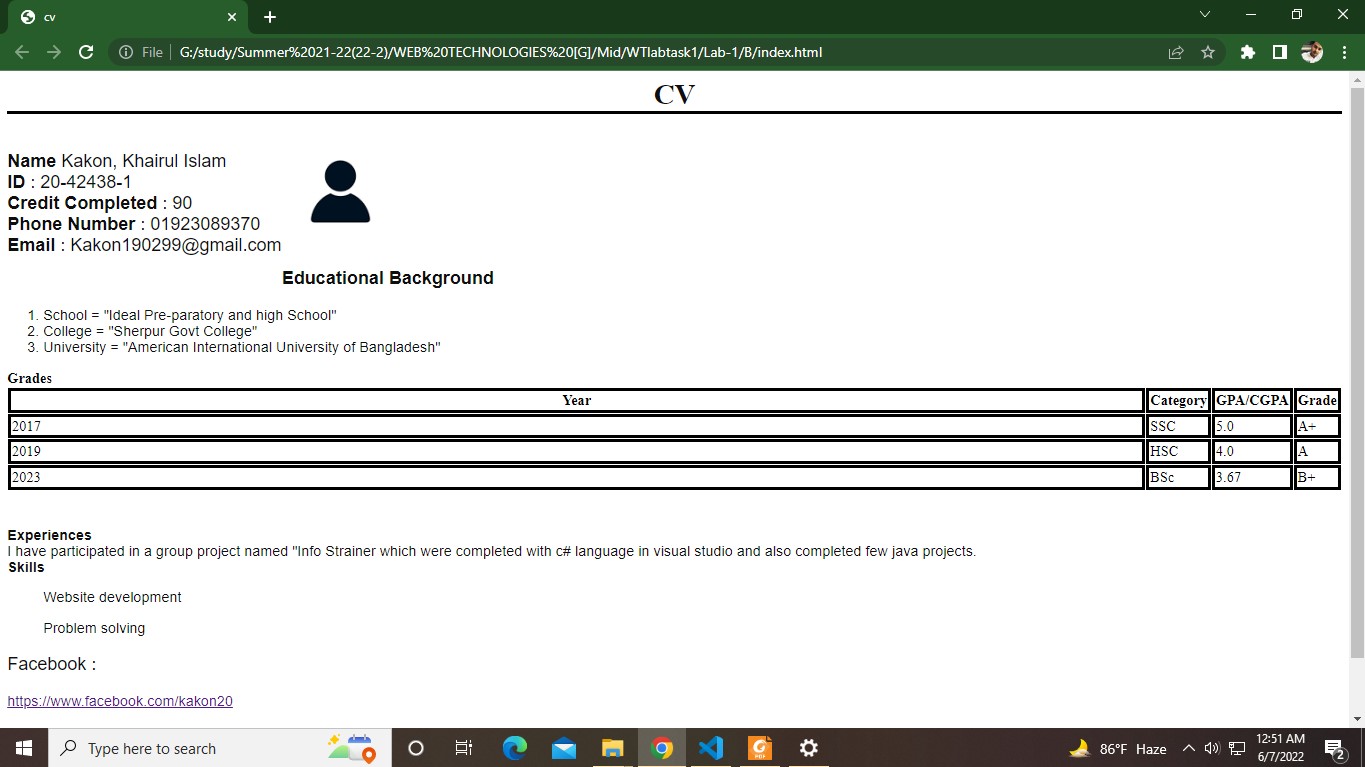 cv
File
G:/study/Summer%2021-22(22-2)/WEB%20TECHNOLOGIES%20[G]/Mid/WTlabtask1/Lab-1/B/index.html
CV
Name Kakon, Khairul Islam
ID : 20-42438-1
Credit Completed : 90
Phone Number : 01923089370
Email : Kakon190299@gmail.com
Educational Background
1. School = "Ideal Pre-paratory and high School"
2. College = "Sherpur Govt College"
3. University = "American International University of Bangladesh"
Grades
Year Category GPA/CGPA Grade
2017 SSC 5.0 A+
2019 HSC 4.0 A
2023 BSc 3.67 B+
Experiences
I have participated in a group project named "Info Strainer which were completed with c# language in visual studio and also completed few java projects.
Skills
Website development
Problem solving
Facebook :
https://www.facebook.com/kakon20
Type here to search
PDF
86°F Haze
12:51 AM
6/7/2022
2